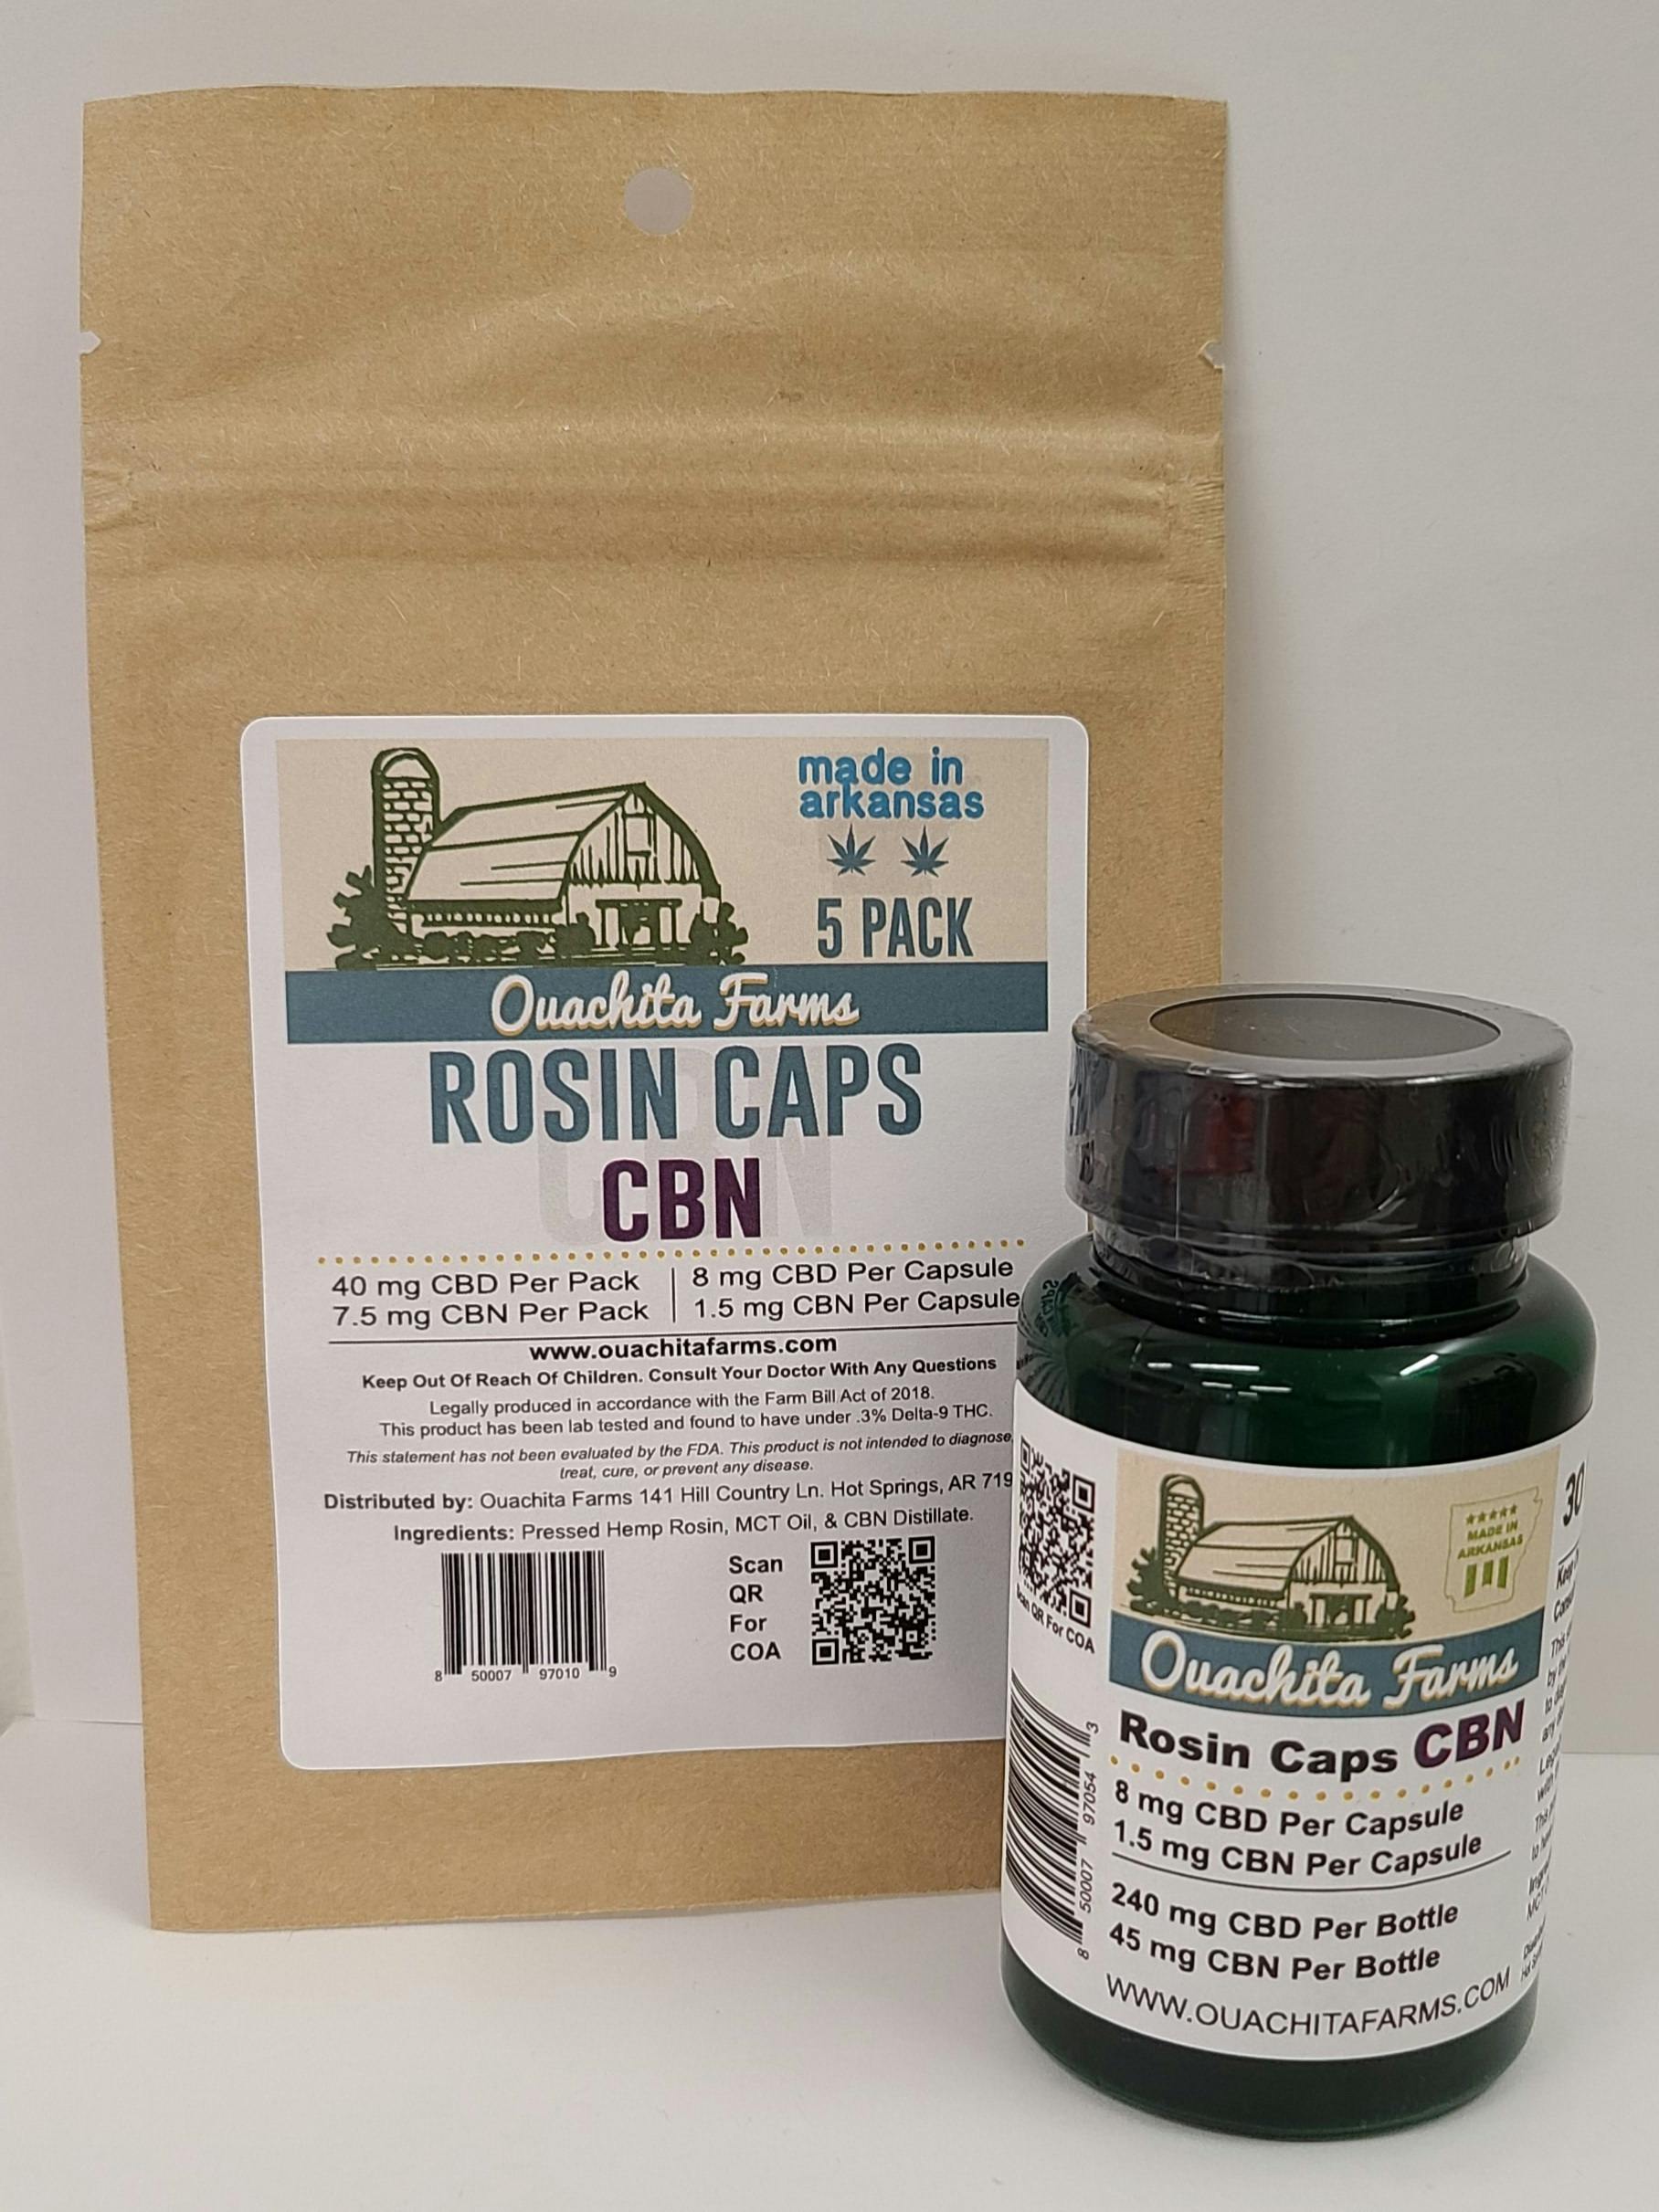 made in
arkansas
5 PACK
Ouachita Farms
ROSIN CAPS
CBN
40 mg CBD Per Pack | 8 mg CBD Per Capsule
7.5 mg CBN Per Pack | 1.5 mg CBN Per Capsule
www.ouachitafarms.com
Keep Out Of Reach Of Children. Consult Your Doctor With Any Questions
Legally produced in accordance with the Farm Bill Act of 2018.
This product has been lab tested and found to have under .3% Delta-9 THC.
This statement has not been evaluated by the FDA. This product is not intended to diagnose,
treat, cure, or prevent any disease.
Distributed by: Ouachita Farms 141 Hill Country Ln. Hot Springs, AR 719
Ingredients: Pressed Hemp Rosin, MCT Oil, & CBN Distillate.
8 50007 97010 9
Scan
QR
For
COA
QR For COA
8 50007 97054 3
MADE IN
ARKANSAS
Ouachita Farms
Rosin Caps CBN
8 mg CBD Per Capsule
1.5 mg CBN Per Capsule
240 mg CBD Per Bottle
45 mg CBN Per Bottle
WWW.OUACHITAFARMS.COM
30